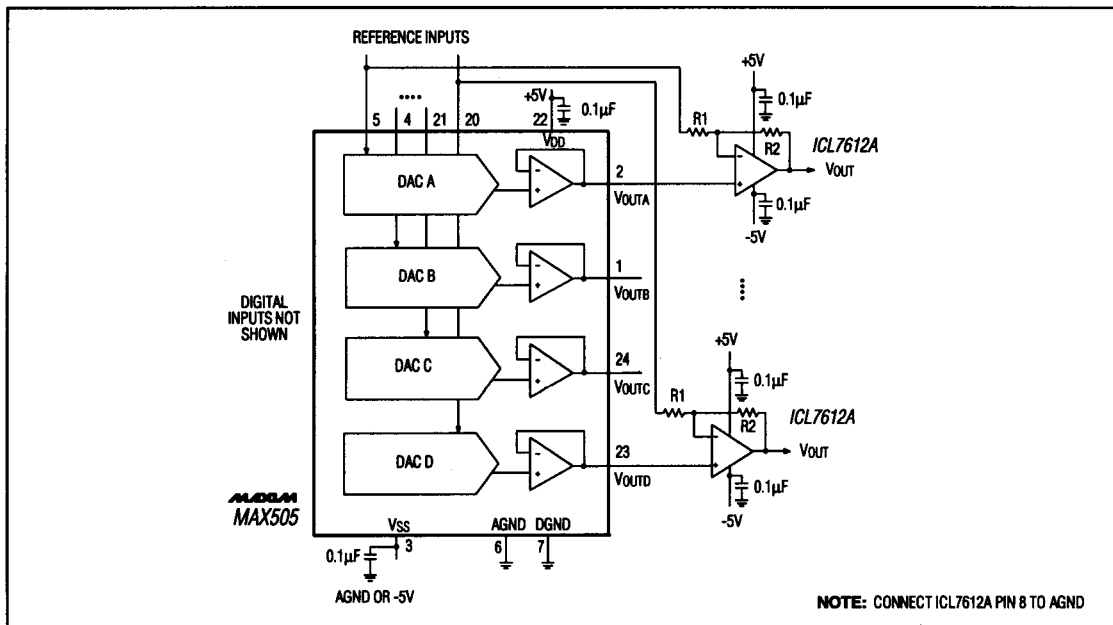 REFERENCE INPUTS
+5V
+5V
0.1µF
5 4 21 20 22
0.1µF
R1
R2
ICL7612A
VDD
DAC A
2
VOUT
VOUTA
0.1µF
-5V
DAC B
1
VOUTB
DIGITAL
INPUTS NOT
SHOWN
+5V
DAC C
24
VOUTC
0.1µF
R1
R2
ICL7612A
DAC D
23
VOUT
VOUTD
0.1µF
MAXIM
MAX505
-5V
VSS
AGND DGND
3
6 7
0.1µF
AGND OR -5V
NOTE: CONNECT ICL7612A PIN 8 TO AGND